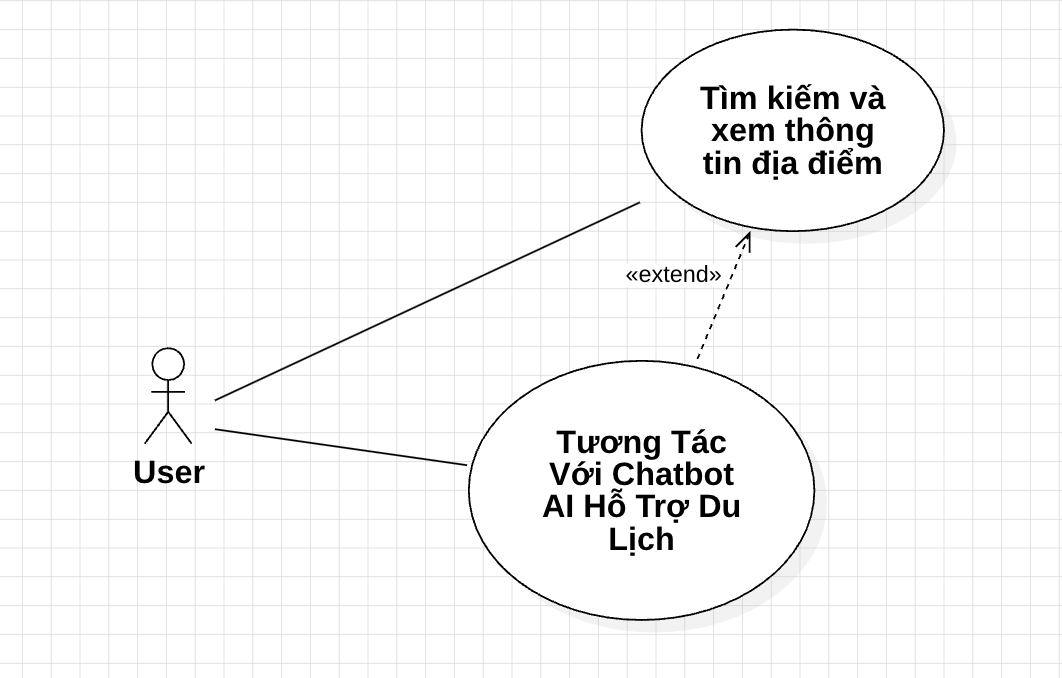 Tìm kiếm và
xem thông
tin địa điểm
«extend»
User
Tương Tác
Với Chatbot
AI Hỗ Trợ Du
Lịch